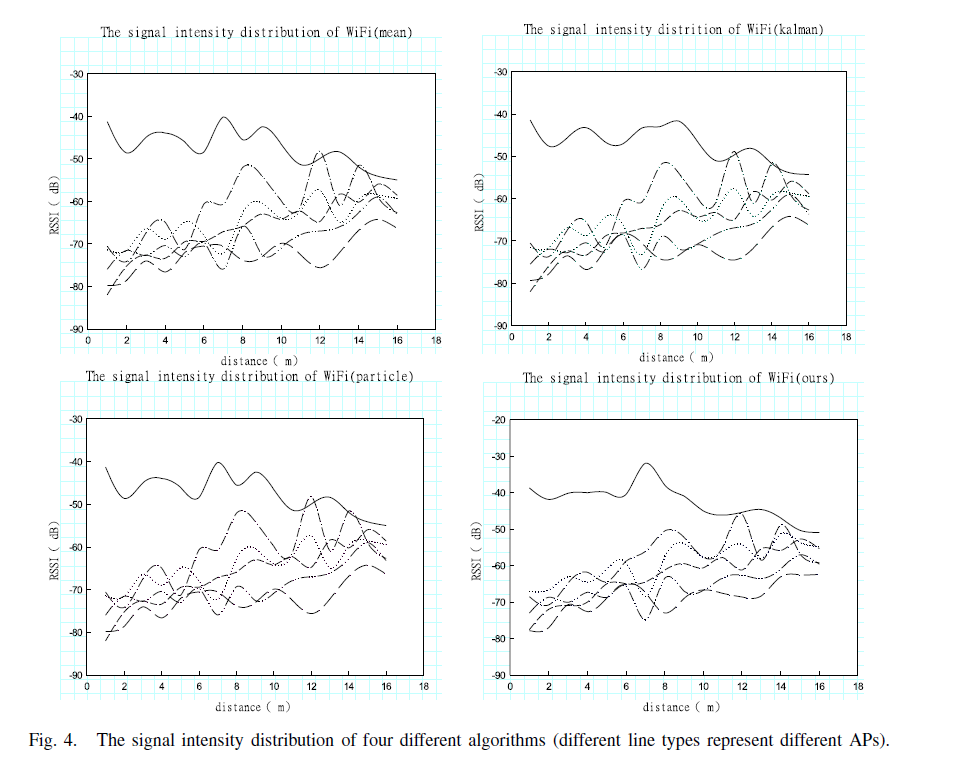 The signal intensity distribution of WiFi(mean)
-30
-40
-50
-60
-70
-80
-90
RSSI ( dB)
0 2 4 6 8 10 12 14 16 18
distance ( m)
The signal intensity distrition of WiFi(kalman)
-30
-40
-50
-60
-70
-80
-90
RSSI ( dB)
0 2 4 6 8 10 12 14 16 18
distance ( m)
The signal intensity distribution of WiFi(particle)
-30
-40
-50
-60
-70
-80
-90
RSSI ( dB)
0 2 4 6 8 10 12 14 16 18
distance ( m)
The signal intensity distribution of WiFi(ours)
-20
-30
-40
-50
-60
-70
-80
-90
RSSI ( dB)
0 2 4 6 8 10 12 14 16 18
distance ( m)
Fig. 4. The signal intensity distribution of four different algorithms (different line types represent different APs).